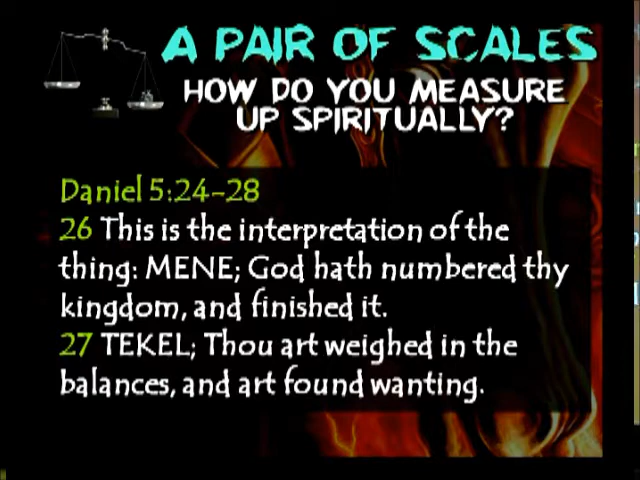 A PAIR OF SCALES
HOW DO YOU MEASURE
UP SPIRITUALLY?
Daniel 5:24-28
26 This is the interpretation of the
thing: MENE; God hath numbered thy
kingdom, and finished it.
27 TEKEL; Thou art weighed in the
balances, and art found wanting.